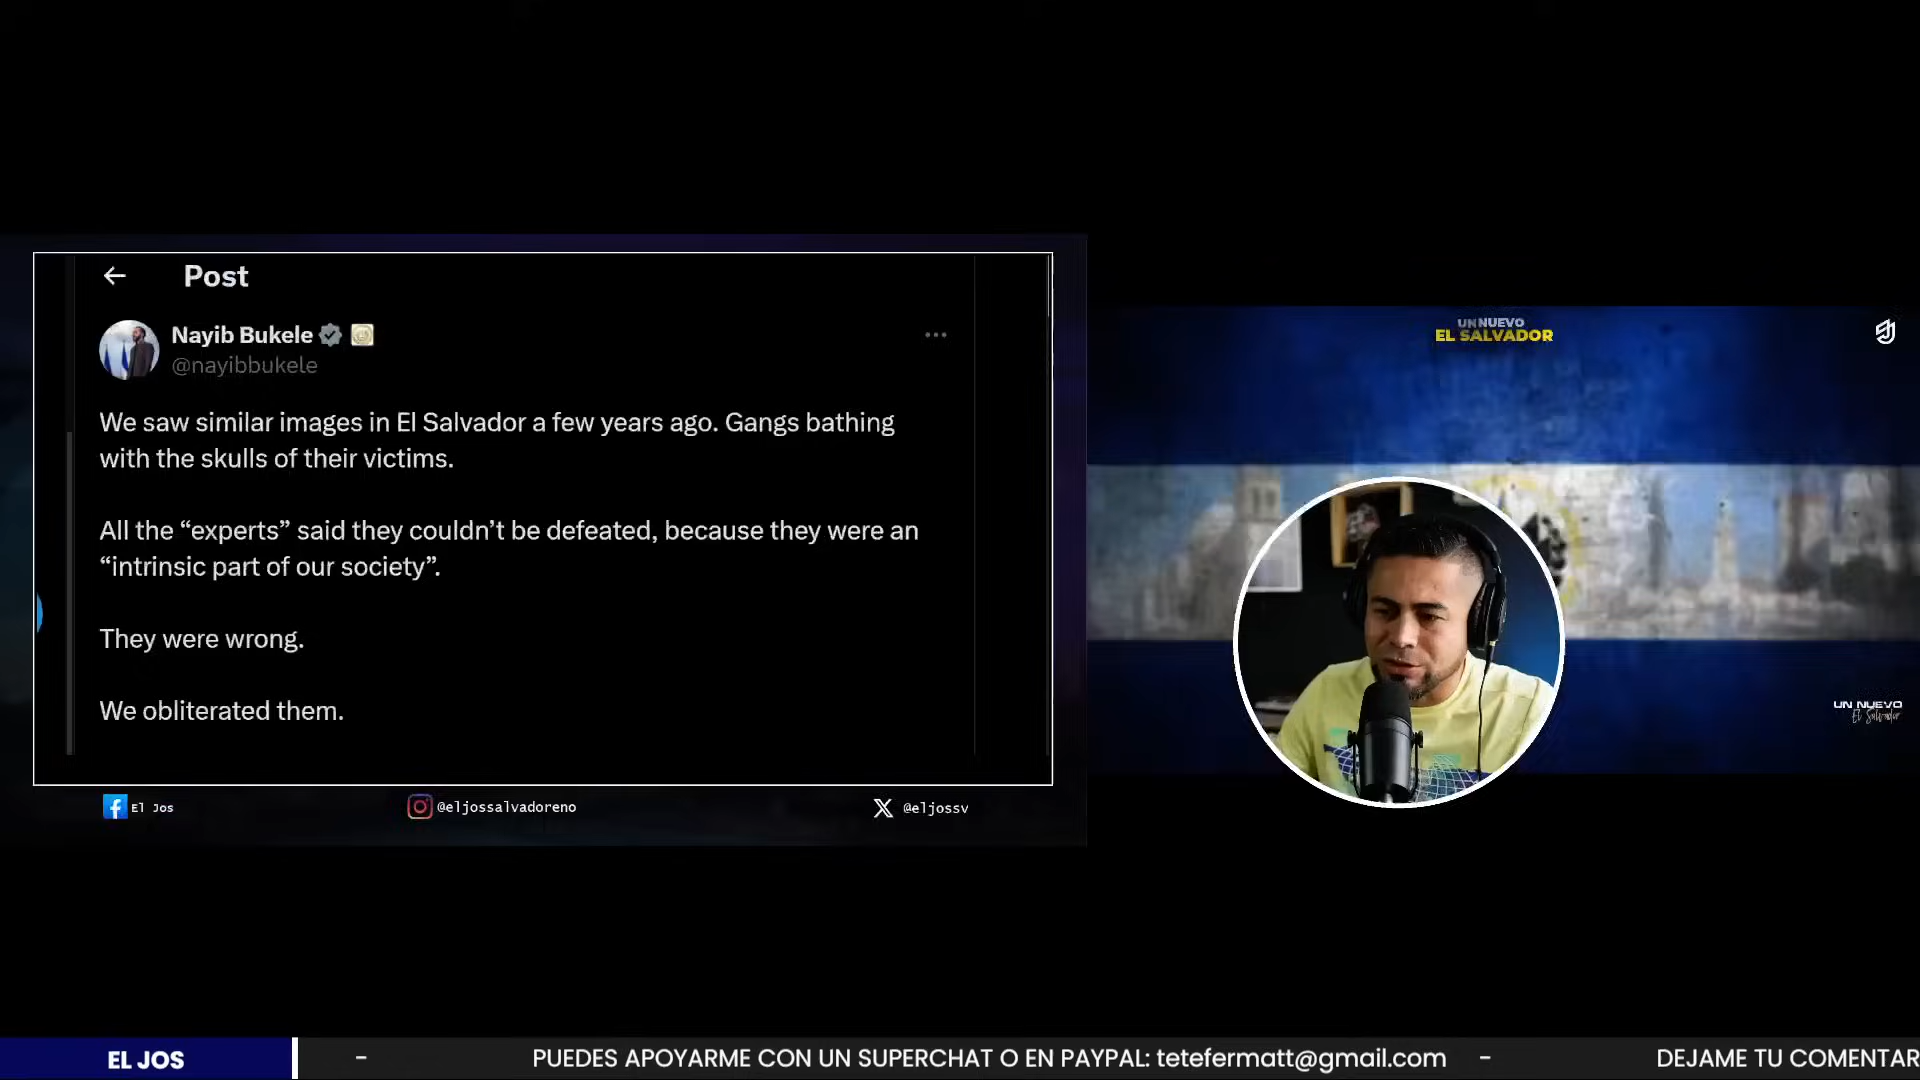 Post
Nayib Bukele
@nayibbukele
We saw similar images in El Salvador a few years ago. Gangs bathing
with the skulls of their victims.
All the “experts” said they couldn’t be defeated, because they were an
“intrinsic part of our society”.
They were wrong.
We obliterated them.
El Jos
@eljossalvadoreno
@eljossv
UN NUEVO
EL SALVADOR
UN NUEVO
El Salvador
EL JOS
- PUEDES APOYARME CON UN SUPERCHAT O EN PAYPAL: tetefermatt@gmail.com - DEJAME TU COMENTAR